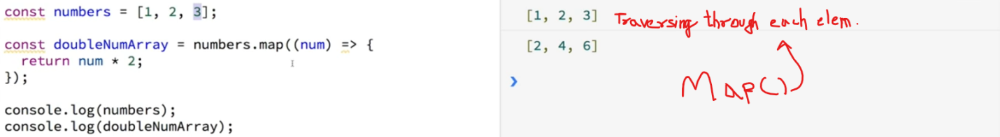 const numbers = [1, 2, 3];
const doubleNumArray = numbers.map((num) => {
  return num * 2;
});
console.log(numbers);
console.log(doubleNumArray);
[1, 2, 3] Traversing through each elem.
[2, 4, 6]
❯
MAP()